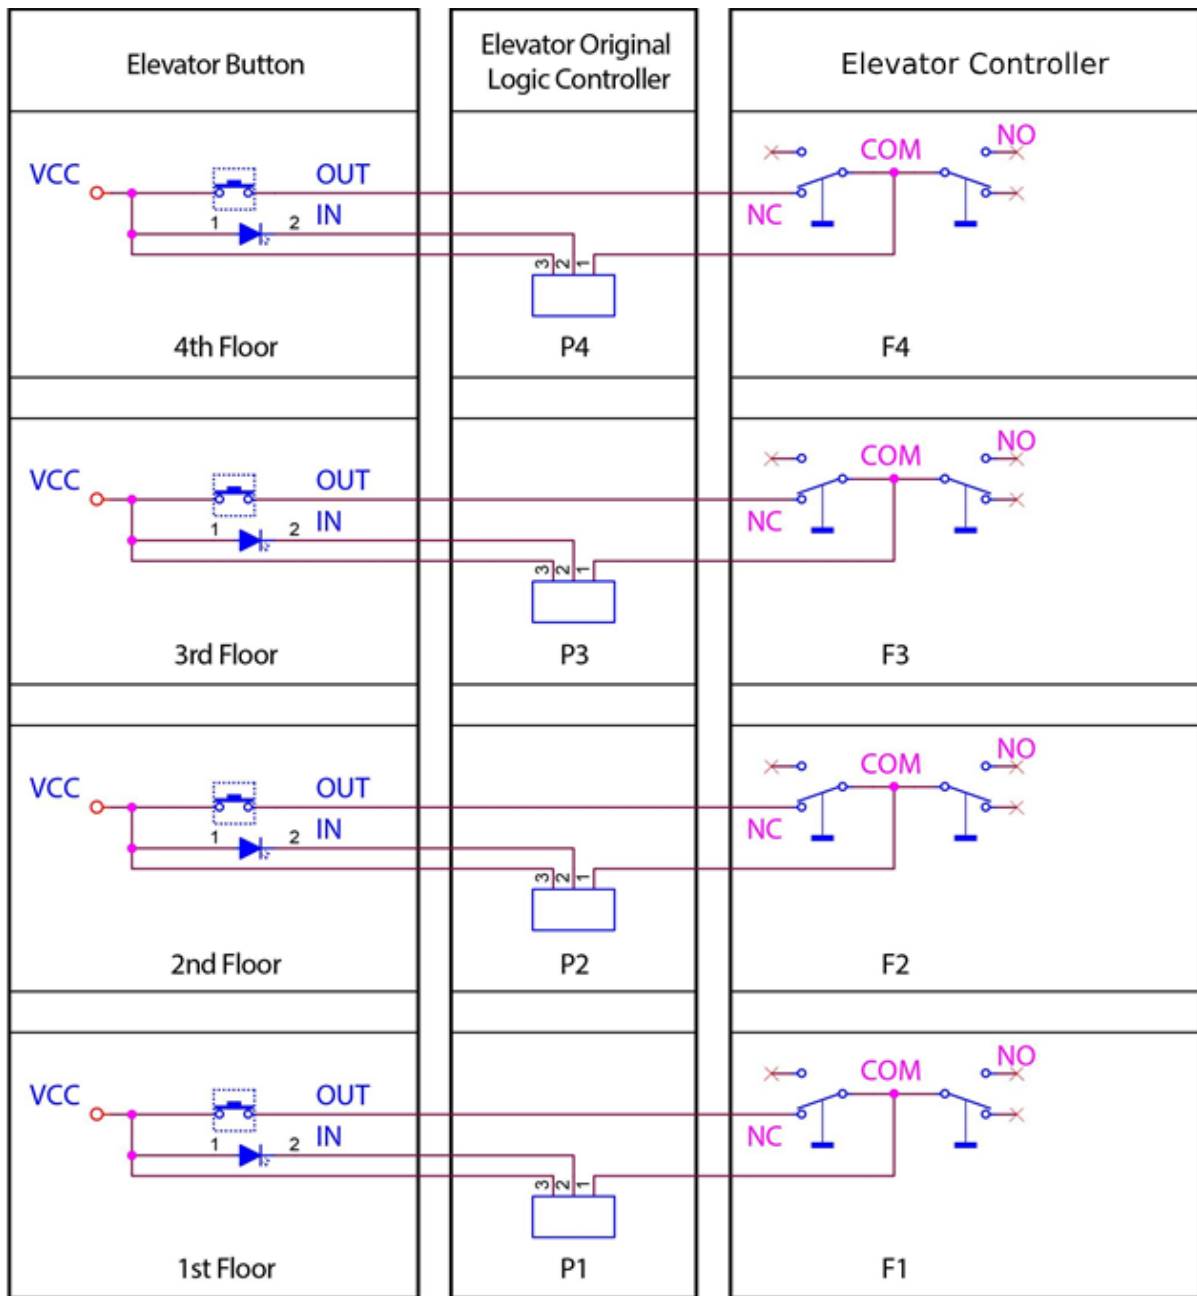 Elevator Button
Elevator Original
Logic Controller
Elevator Controller
VCC
OUT
IN
1
2
3
2
1
NC
COM
NO
4th Floor
P4
F4
VCC
OUT
IN
1
2
3
2
1
NC
COM
NO
3rd Floor
P3
F3
VCC
OUT
IN
1
2
3
2
1
NC
COM
NO
2nd Floor
P2
F2
VCC
OUT
IN
1
2
3
2
1
NC
COM
NO
1st Floor
P1
F1